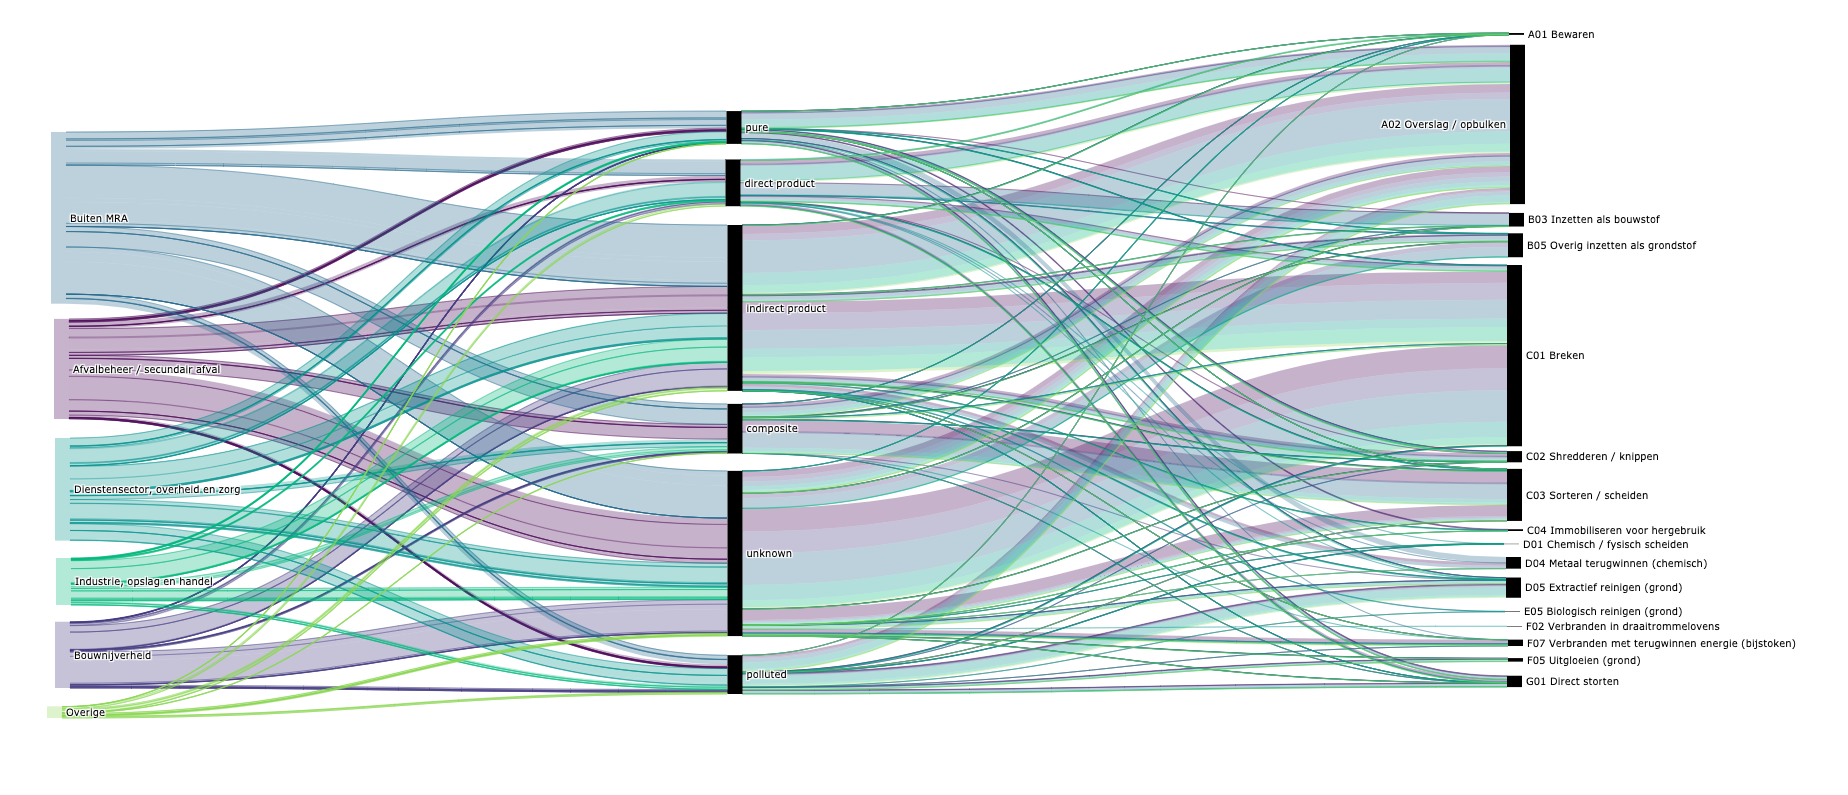 Buiten MRA
Afvalbeheer / secundair afval
Dienstensector, overheid en zorg
Industrie, opslag en handel
Bouwnijverheid
Overige
pure
direct product
indirect product
composite
unknown
polluted
A01 Bewaren
A02 Overslag / opbulken
B03 Inzetten als bouwstof
B05 Overig inzetten als grondstof
C01 Breken
C02 Shredderen / knippen
C03 Sorteren / scheiden
C04 Immobiliseren voor hergebruik
D01 Chemisch / fysisch scheiden
D04 Metaal terugwinnen (chemisch)
D05 Extractief reinigen (grond)
E05 Biologisch reinigen (grond)
F02 Verbranden in draaitrommelovens
F07 Verbranden met terugwinnen energie (bijstoken)
F05 Uitgloeien (grond)
G01 Direct storten